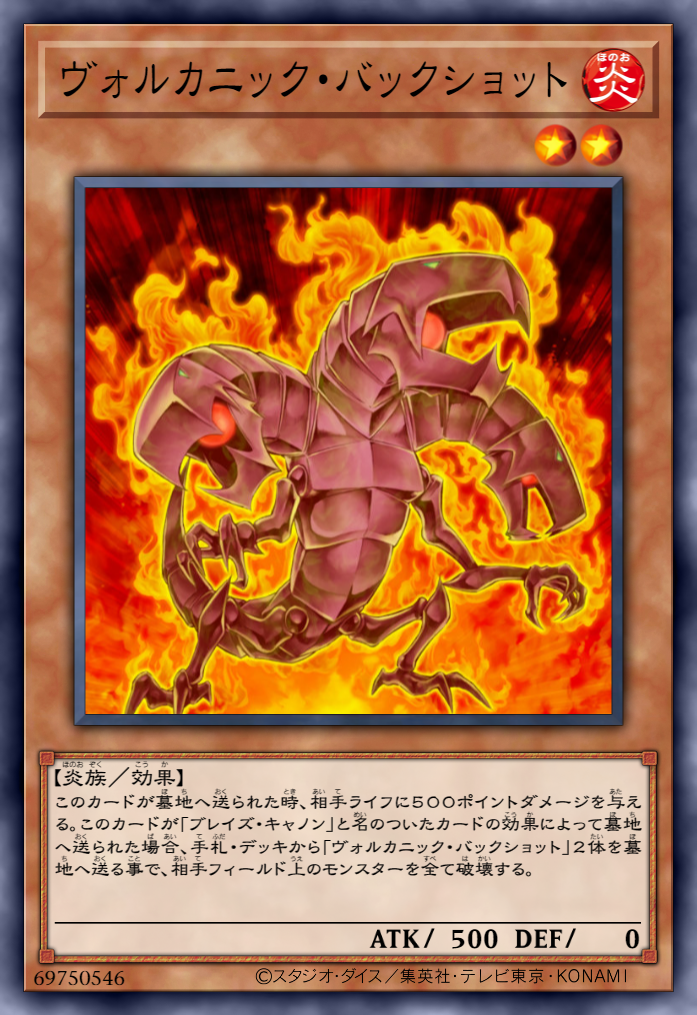 ヴォルカニック・バックショット
ほのお
炎
ほのお ぞく こう か
【炎族／効果】
このカードが墓地へ送られた時、相手ライフに５００ポイントダメージを与え
る。このカードが「ブレイズ・キャノン」と名のついたカードの効果によって墓地
へ送られた場合、手札・デッキから「ヴォルカニック・バックショット」２体を墓
地へ送る事で、相手フィールド上のモンスターを全て破壊する。
ATK/ 500 DEF/ 0
69750546 ©スタジオ・ダイス／集英社・テレビ東京・KONAMI